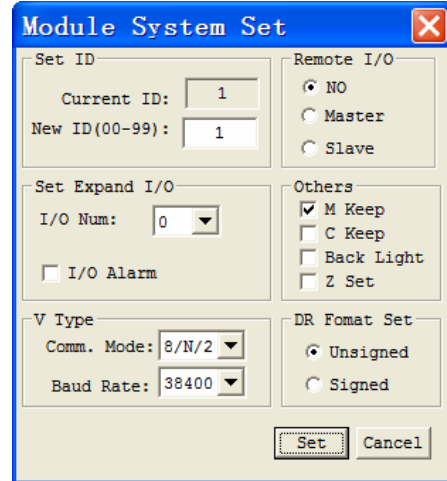 Module System Set
Set ID
Current ID: 1
New ID(00-99): 1
Remote I/O
NO
Master
Slave
Set Expand I/O
I/O Num: 0
I/O Alarm
Others
M Keep
C Keep
Back Light
Z Set
V Type
Comm. Mode: 8/N/2
Baud Rate: 38400
DR Fomat Set
Unsigned
Signed
Set Cancel